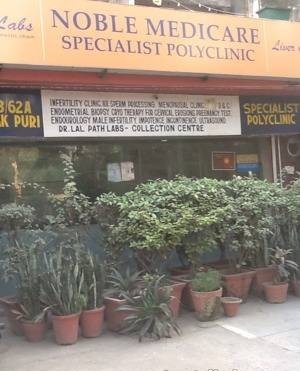 Labs
NOBLE MEDICARE
SPECIALIST POLYCLINIC
Liver
/62A
K PURI
INFERTILITY CLINIC, IUI, SPERM PROCESSING, MENOPAUSAL CLINIC, D & C
ENDOMETRIAL BIOPSY CRYO THERAPY FOR CERVICAL EROSIONS, PREGNANCY TEST
ENDOUROLOGY MALE INFERTILITY, IMPOTENCE INCONTINENCE ULTRASOUND
DR. LAL PATH LABS - COLLECTION CENTRE
SPECIALIST
POLYCLINIC